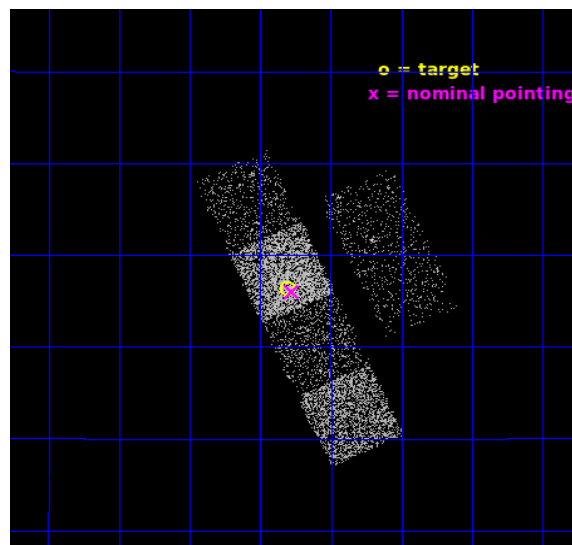 o = target
x = nominal pointing